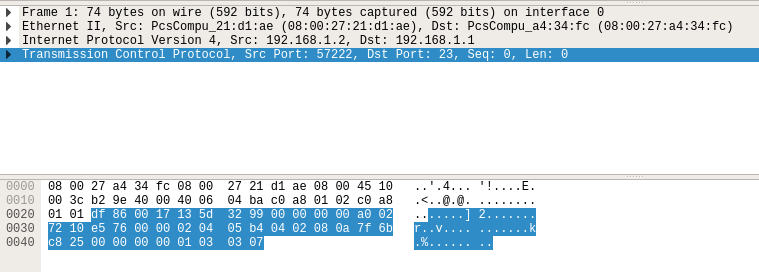 Frame 1: 74 bytes on wire (592 bits), 74 bytes captured (592 bits) on interface 0
Ethernet II, Src: PcsCompu_21:d1:ae (08:00:27:21:d1:ae), Dst: PcsCompu_a4:34:fc (08:00:27:a4:34:fc)
Internet Protocol Version 4, Src: 192.168.1.2, Dst: 192.168.1.1
Transmission Control Protocol, Src Port: 57222, Dst Port: 23, Seq: 0, Len: 0
0000 08 00 27 a4 34 fc 08 00 27 21 d1 ae 08 00 45 10 ..'.4... '!....E.
0010 00 3c b2 9e 40 00 40 06 04 ba c0 a8 01 02 c0 a8 .<..@.@. ........
0020 01 01 df 86 00 17 13 5d 32 99 00 00 00 00 a0 02 .......] 2.......
0030 72 10 e5 76 00 00 02 04 05 b4 04 02 08 0a 7f 6b r..v.... .......k
0040 c8 25 00 00 00 00 01 03 03 07 .%...... ..